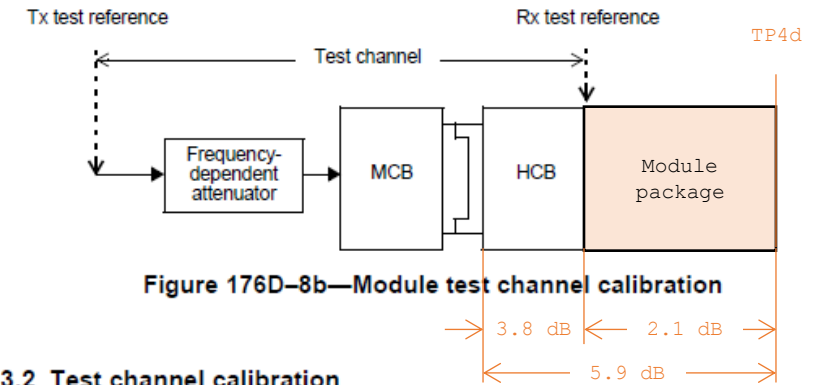 Tx test reference
Rx test reference
TP4d
Test channel
Frequency-
dependent
attenuator
MCB
HCB
Module
package
Figure 176D–8b—Module test channel calibration
3.8 dB
2.1 dB
3.2 Test channel calibration
5.9 dB